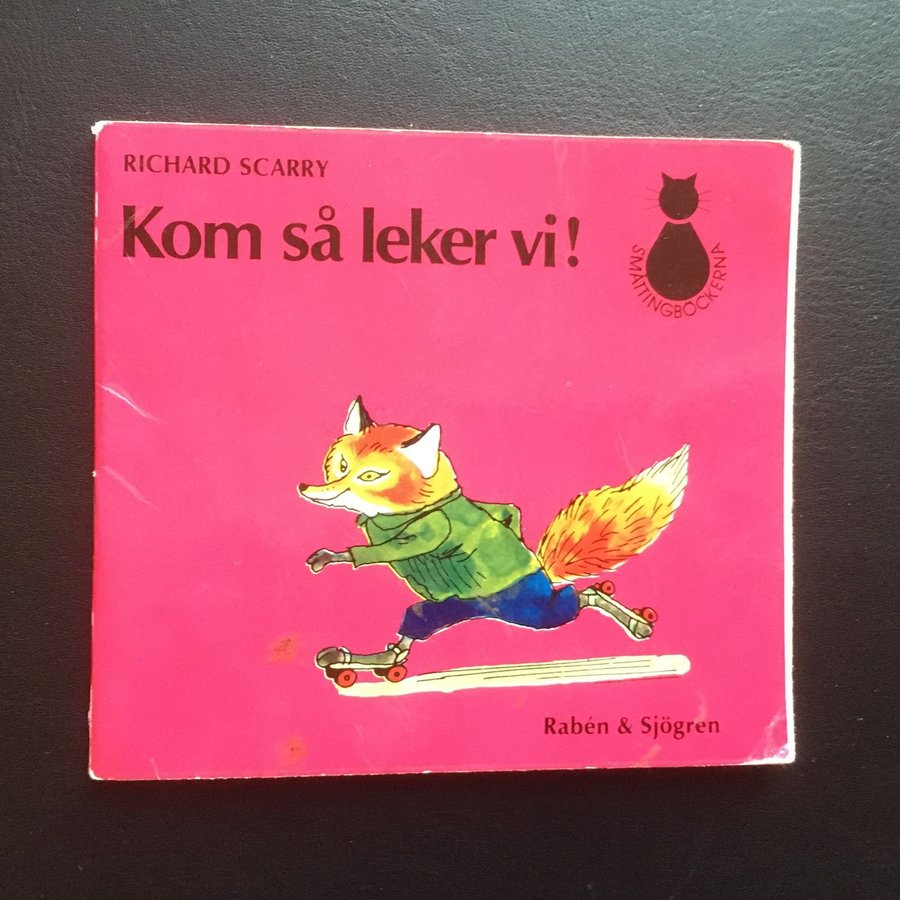 RICHARD SCARRY
Kom så leker vi!
SMÅTTINGBÖCKERNA
Rabén & Sjögren